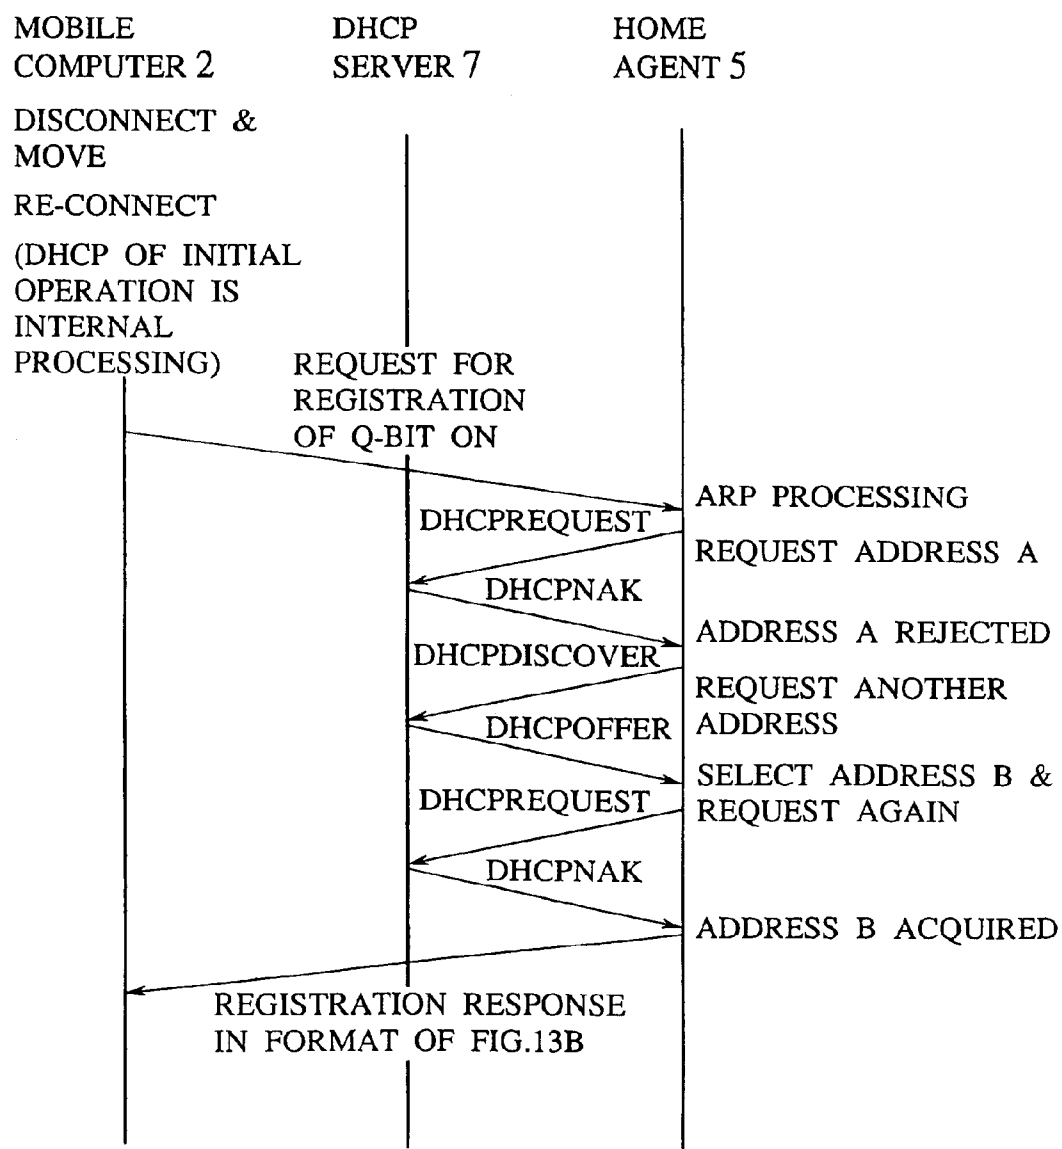 MOBILE
COMPUTER 2
DHCP
SERVER 7
HOME
AGENT 5
DISCONNECT &
MOVE
RE-CONNECT
(DHCP OF INITIAL
OPERATION IS
INTERNAL
PROCESSING)
REQUEST FOR
REGISTRATION
OF Q-BIT ON
ARP PROCESSING
DHCPREQUEST
REQUEST ADDRESS A
DHCPNAK
ADDRESS A REJECTED
DHCPDISCOVER
REQUEST ANOTHER
ADDRESS
DHCPOFFER
SELECT ADDRESS B &
REQUEST AGAIN
DHCPREQUEST
DHCPNAK
ADDRESS B ACQUIRED
REGISTRATION RESPONSE
IN FORMAT OF FIG.13B